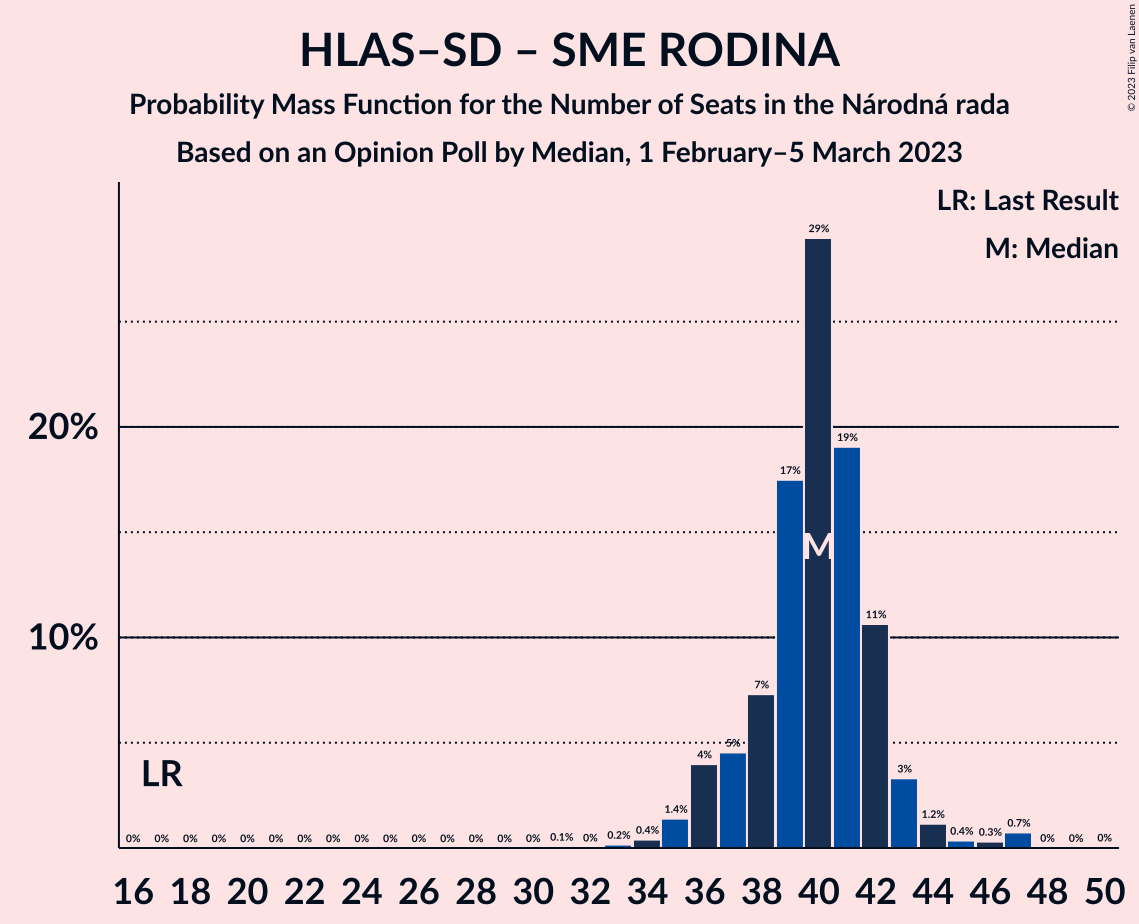 HLAS–SD – SME RODINA
Probability Mass Function for the Number of Seats in the Národná rada
Based on an Opinion Poll by Median, 1 February–5 March 2023
© 2023 Filip van Laenen
LR: Last Result
M: Median
20%
10%
LR
M
0% 0% 0% 0% 0% 0% 0% 0% 0% 0% 0% 0% 0% 0% 0% 0.1% 0% 0.2% 0.4% 1.4% 4% 5% 7% 17% 29% 19% 11% 3% 1.2% 0.4% 0.3% 0.7% 0% 0% 0%
16 18 20 22 24 26 28 30 32 34 36 38 40 42 44 46 48 50